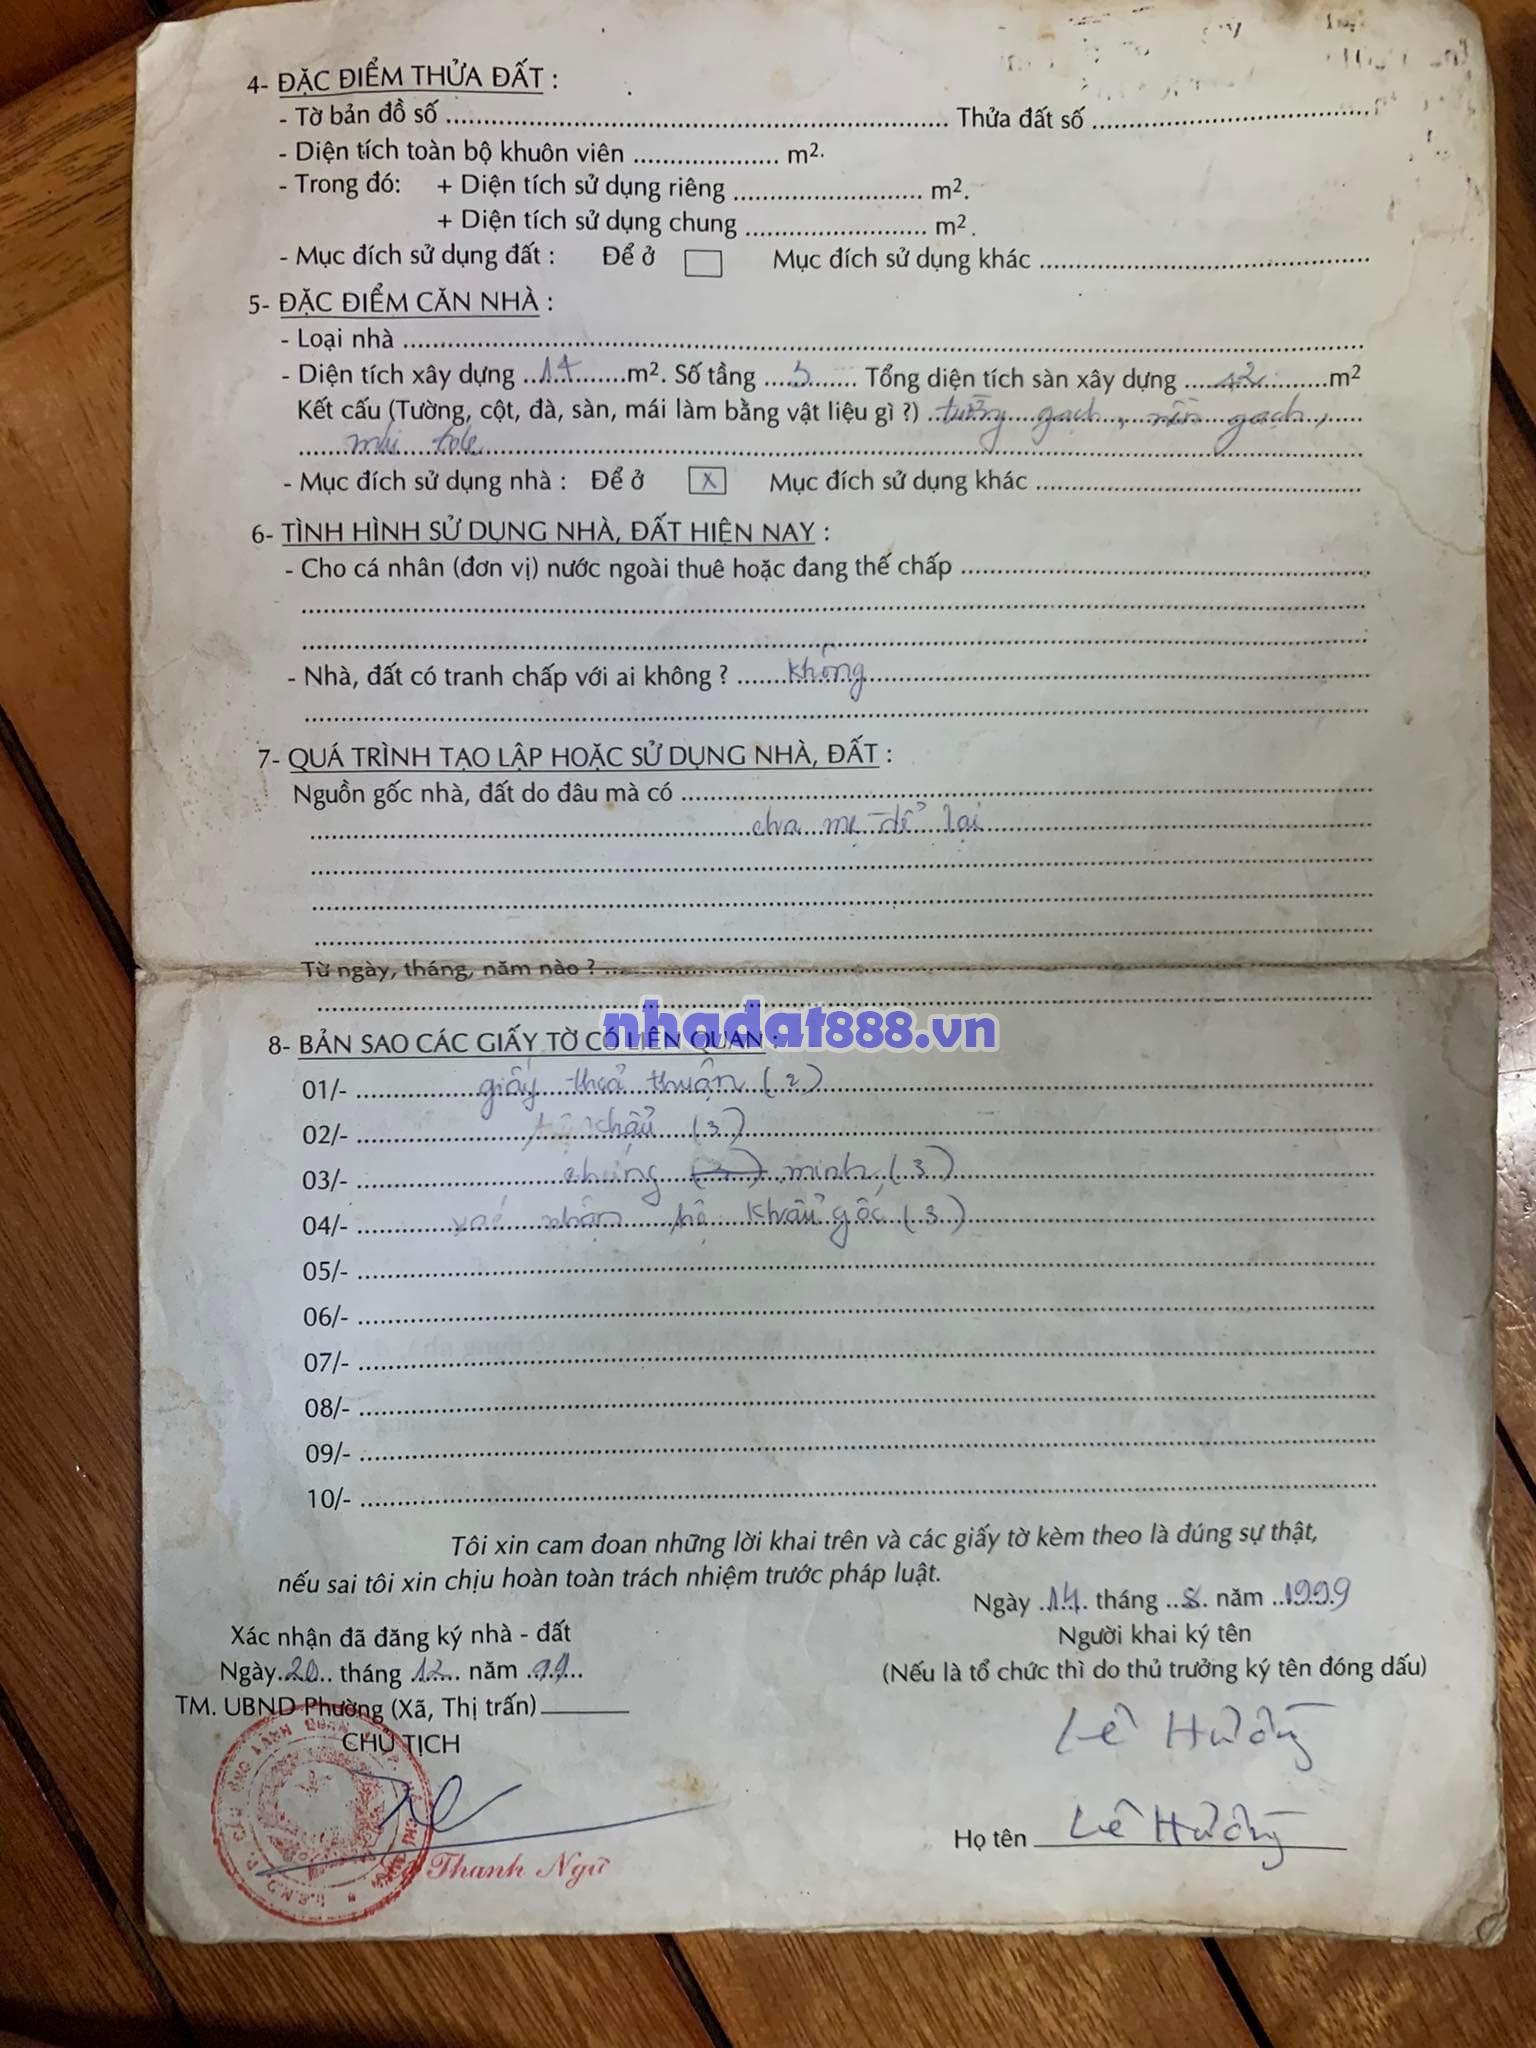 4- ĐẶC ĐIỂM THỬA ĐẤT :
- Tờ bản đồ số ........ Thửa đất số ........
- Diện tích toàn bộ khuôn viên ........ m2.
- Trong đó: + Diện tích sử dụng riêng ........ m2.
+ Diện tích sử dụng chung ........ m2.
- Mục đích sử dụng đất : Để ở Mục đích sử dụng khác ........
5- ĐẶC ĐIỂM CĂN NHÀ :
- Loại nhà ........
- Diện tích xây dựng ........ m2. Số tầng ........ Tổng diện tích sàn xây dựng ........ m2
Kết cấu (Tường, cột, đà, sàn, mái làm bằng vật liệu gì ?) tường gạch, nền gạch,
mái tole
- Mục đích sử dụng nhà : Để ở X Mục đích sử dụng khác ........
6- TÌNH HÌNH SỬ DỤNG NHÀ, ĐẤT HIỆN NAY :
- Cho cá nhân (đơn vị) nước ngoài thuê hoặc đang thế chấp ........
- Nhà, đất có tranh chấp với ai không ? không
7- QUÁ TRÌNH TẠO LẬP HOẶC SỬ DỤNG NHÀ, ĐẤT :
Nguồn gốc nhà, đất do đâu mà có ........
cha mẹ để lại
Từ ngày, tháng, năm nào ? ........
nhadat888.vn
8- BẢN SAO CÁC GIẤY TỜ CÓ LIÊN QUAN :
01/- giấy thoả thuận (2)
02/- hộ khẩu (3)
03/- chứng minh (3)
04/- xác nhận hộ khẩu gốc (3)
05/- ........
06/- ........
07/- ........
08/- ........
09/- ........
10/- ........
Tôi xin cam đoan những lời khai trên và các giấy tờ kèm theo là đúng sự thật,
nếu sai tôi xin chịu hoàn toàn trách nhiệm trước pháp luật.
Ngày 14 tháng 8 năm 1999
Xác nhận đã đăng ký nhà - đất
Người khai ký tên
Ngày 20 tháng 12 năm 99
(Nếu là tổ chức thì do thủ trưởng ký tên đóng dấu)
TM. UBND Phường (Xã, Thị trấn)
CHỦ TỊCH
Lê Hường
Họ tên Lê Hường
Thanh Ngữ